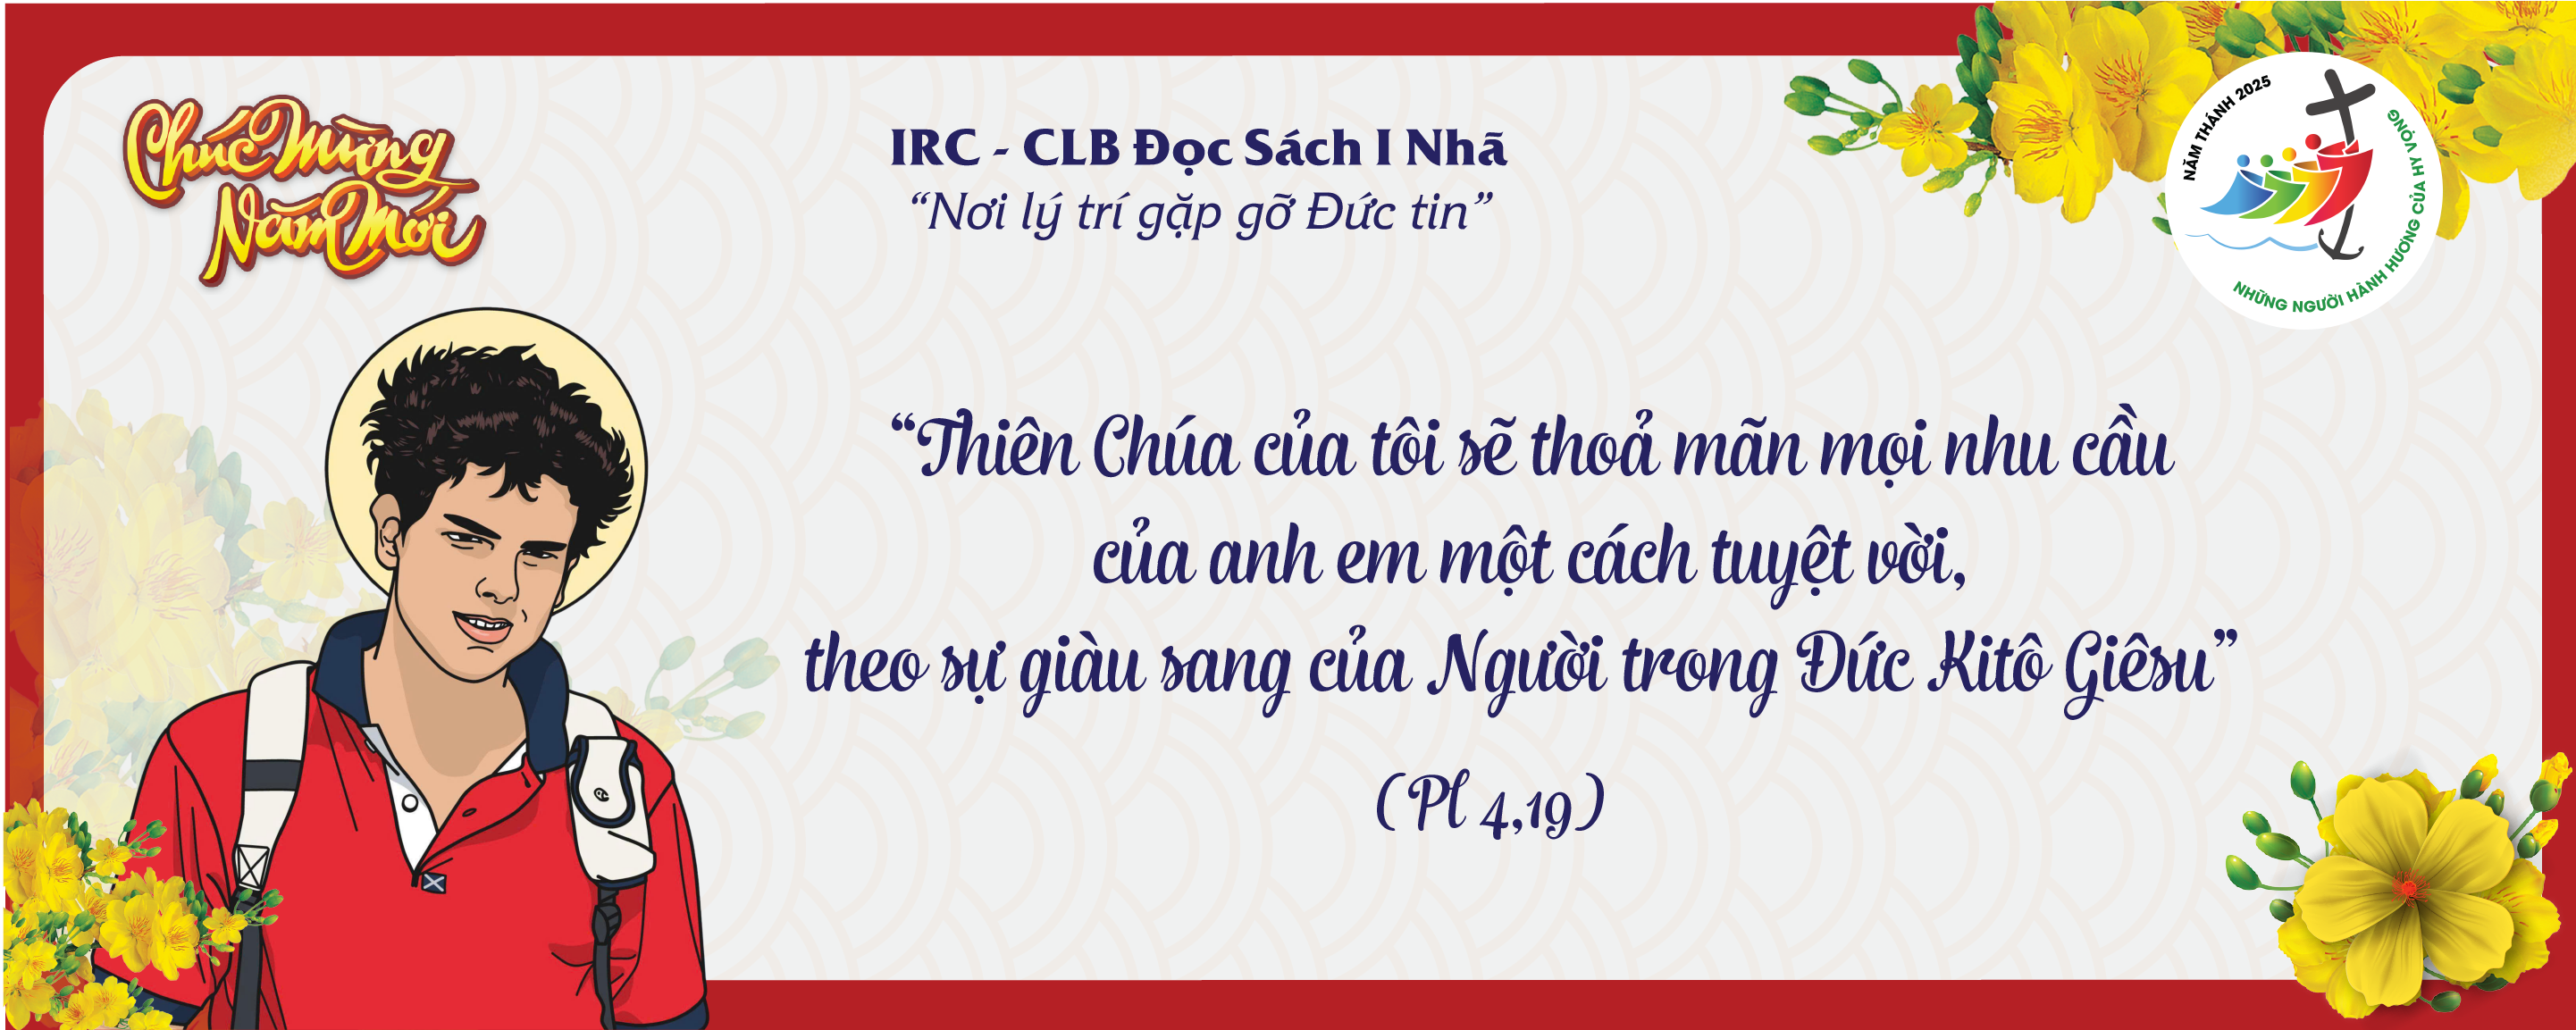 Chúc Mừng
Năm Mới
IRC - CLB Đọc Sách I Nhã
“Nơi lý trí gặp gỡ Đức tin”
NĂM THÁNH 2025
NHỮNG NGƯỜI HÀNH HƯƠNG CỦA HY VỌNG
“Thiên Chúa của tôi sẽ thoả mãn mọi nhu cầu
của anh em một cách tuyệt vời,
theo sự giàu sang của Người trong Đức Kitô Giêsu”
(Pl 4,19)